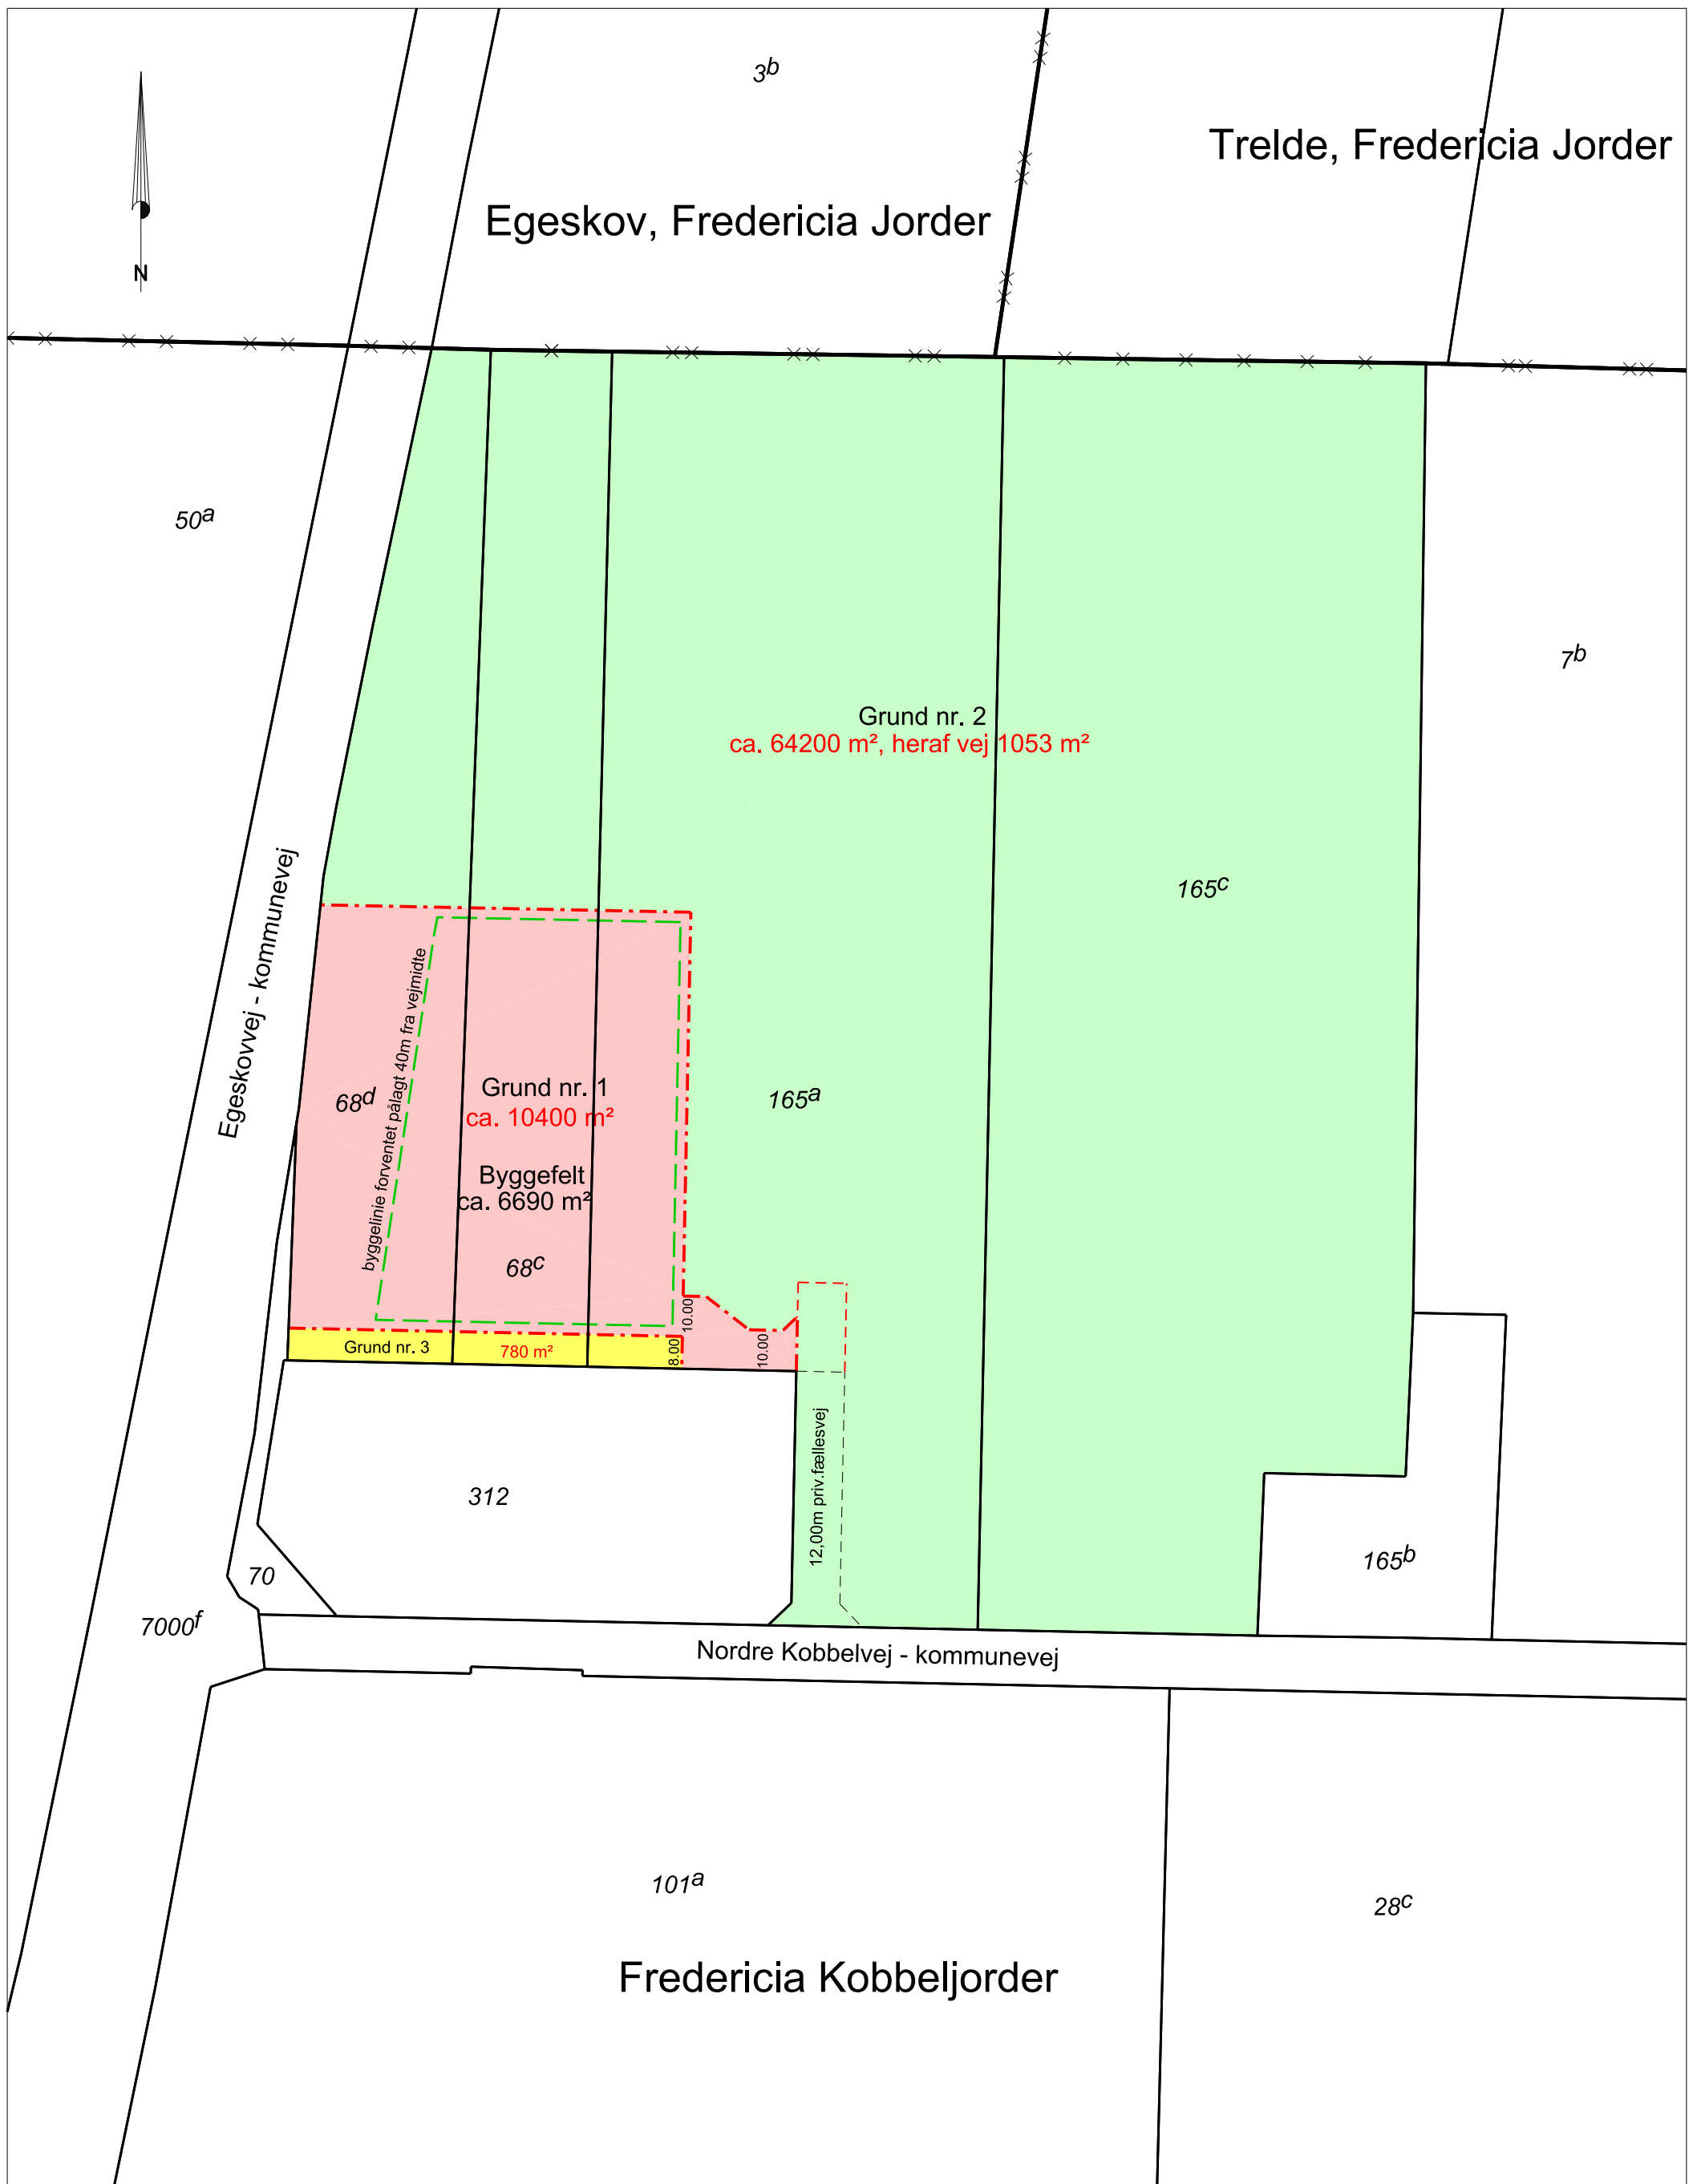 3b
Trelde, Fredericia Jorder
Egeskov, Fredericia Jorder
N
50a
7b
Grund nr. 2
ca. 64200 m², heraf vej 1053 m²
165c
Egeskovvej - kommunevej
byggelinie forventet pålagt 40m fra vejmidte
68d
Grund nr. 1
ca. 10400 m²
165a
Byggefelt
ca. 6690 m²
68c
10.00
10.00
8.00
Grund nr. 3
780 m²
12,00m priv.fællesvej
312
165b
70
7000f
Nordre Kobbelvej - kommunevej
101a
28c
Fredericia Kobbeljorder